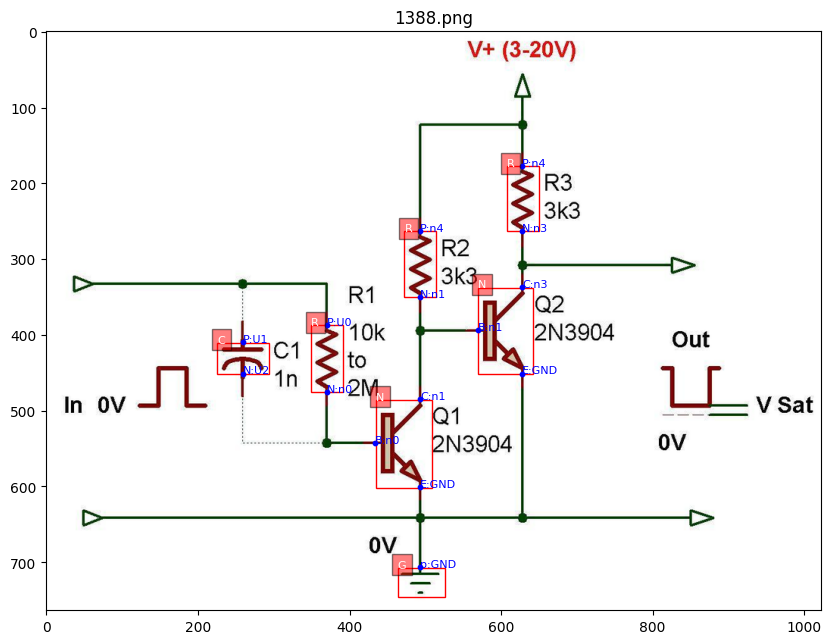 1388.png
V+ (3-20V)
R
P:n4
R3
3k3
N:n3
R
P:n4
R2
3k3
N:n1
N
C:n3
Q2
2N3904
B:n1
E:GND
R1
10k
to
2M
R
P:U0
N:n0
C
P:U1
N:U2
C1
1n
N
C:n1
Q1
2N3904
B:n0
E:GND
In 0V
Out
V Sat
0V
0V
G
p:GND
0
100
200
300
400
500
600
700
0
200
400
600
800
1000